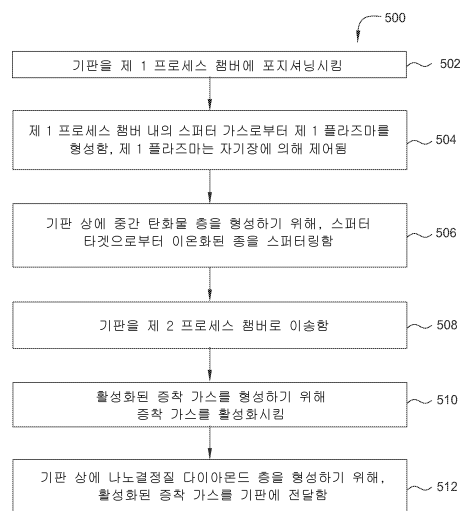 500
기판을 제 1 프로세스 챔버에 포지셔닝시킴
502
제 1 프로세스 챔버 내의 스퍼터 가스로부터 제 1 플라즈마를
형성함, 제 1 플라즈마는 자기장에 의해 제어됨
504
기판 상에 중간 탄화물 층을 형성하기 위해, 스퍼터
타겟으로부터 이온화된 종을 스퍼터링함
506
기판을 제 2 프로세스 챔버로 이송함
508
활성화된 증착 가스를 형성하기 위해
증착 가스를 활성화시킴
510
기판 상에 나노결정질 다이아몬드 층을 형성하기 위해,
활성화된 증착 가스를 기판에 전달함
512